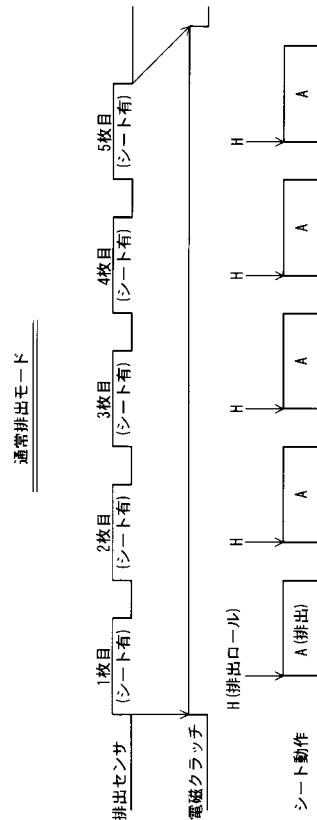 通常排出モード
1枚目
(シート有)
2枚目
(シート有)
3枚目
(シート有)
4枚目
(シート有)
5枚目
(シート有)
排出センサ
電磁クラッチ
H(排出ロール)
H
H
H
H
シート動作
A(排出)
A
A
A
A